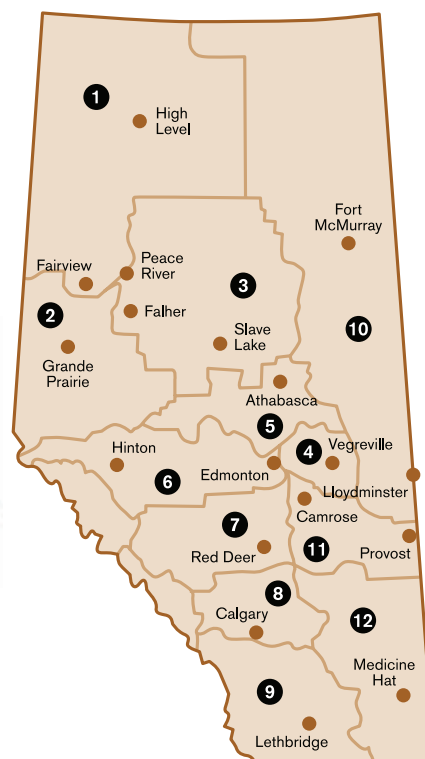 1
High
Level
Fort
McMurray
Peace
River
Fairview
3
2
Falher
10
Slave
Lake
Grande
Prairie
Athabasca
5
4
Vegreville
Hinton
Edmonton
6
Lloydminster
Camrose
7
Red Deer
11
Provost
8
Calgary
12
Medicine
Hat
9
Lethbridge